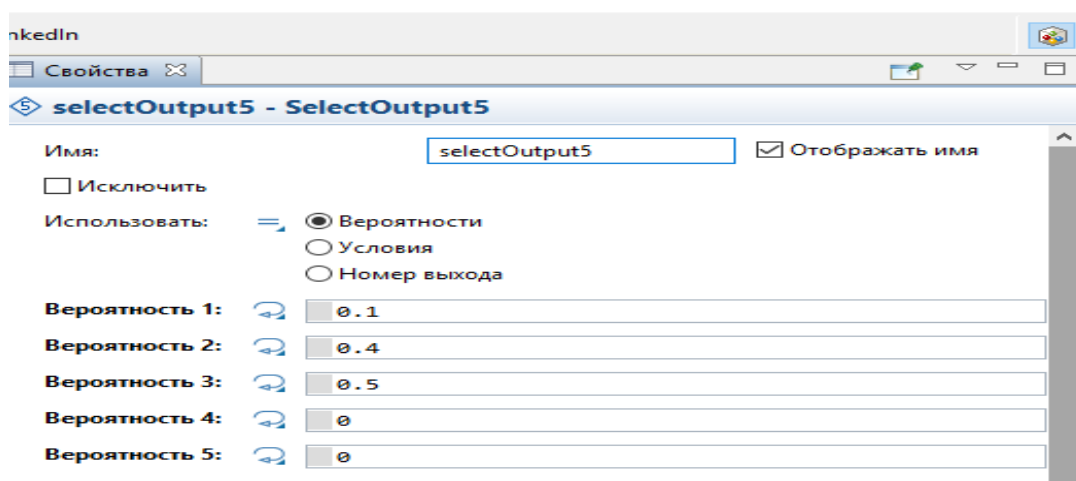 nkedIn
Свойства
selectOutput5 - SelectOutput5
Имя: selectOutput5 Отображать имя
Исключить
Использовать: Вероятности
Условия
Номер выхода
Вероятность 1: 0.1
Вероятность 2: 0.4
Вероятность 3: 0.5
Вероятность 4: 0
Вероятность 5: 0